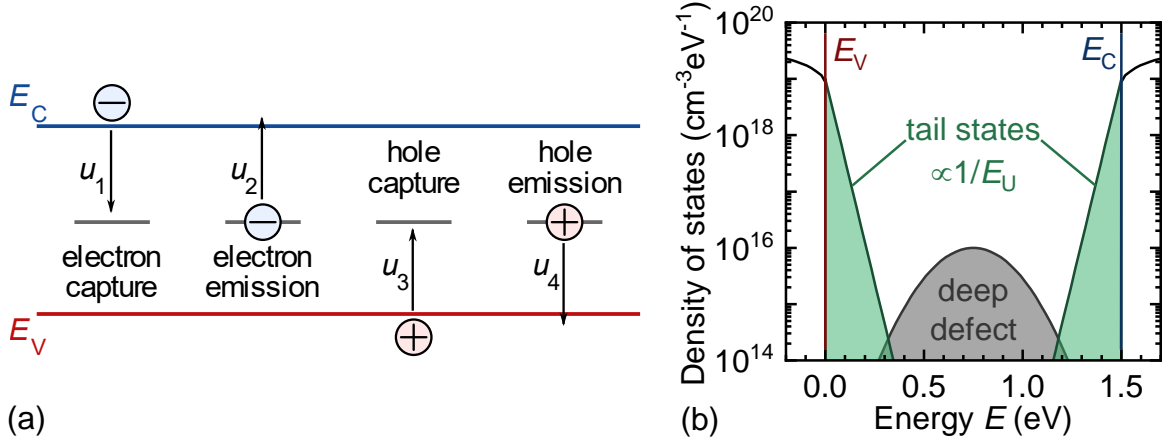 E_C
−
u_1
u_2
hole
capture
hole
emission
−
+
electron
capture
electron
emission
u_3
u_4
E_V
+
(a)
Density of states (cm^-3eV^-1)
10^20
10^18
10^16
10^14
E_V
E_C
tail states
∝1/E_U
deep
defect
0.0
0.5
1.0
1.5
Energy E (eV)
(b)